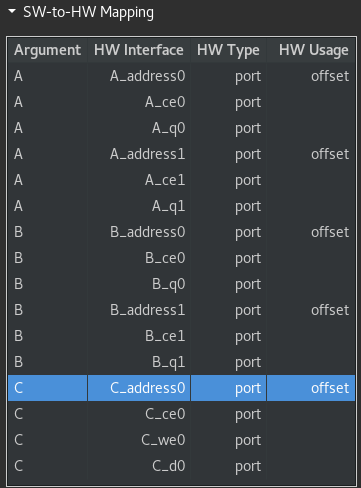 SW-to-HW Mapping
Argument HW Interface HW Type HW Usage
A A_address0 port offset
A A_ce0 port
A A_q0 port
A A_address1 port offset
A A_ce1 port
A A_q1 port
B B_address0 port offset
B B_ce0 port
B B_q0 port
B B_address1 port offset
B B_ce1 port
B B_q1 port
C C_address0 port offset
C C_ce0 port
C C_we0 port
C C_d0 port